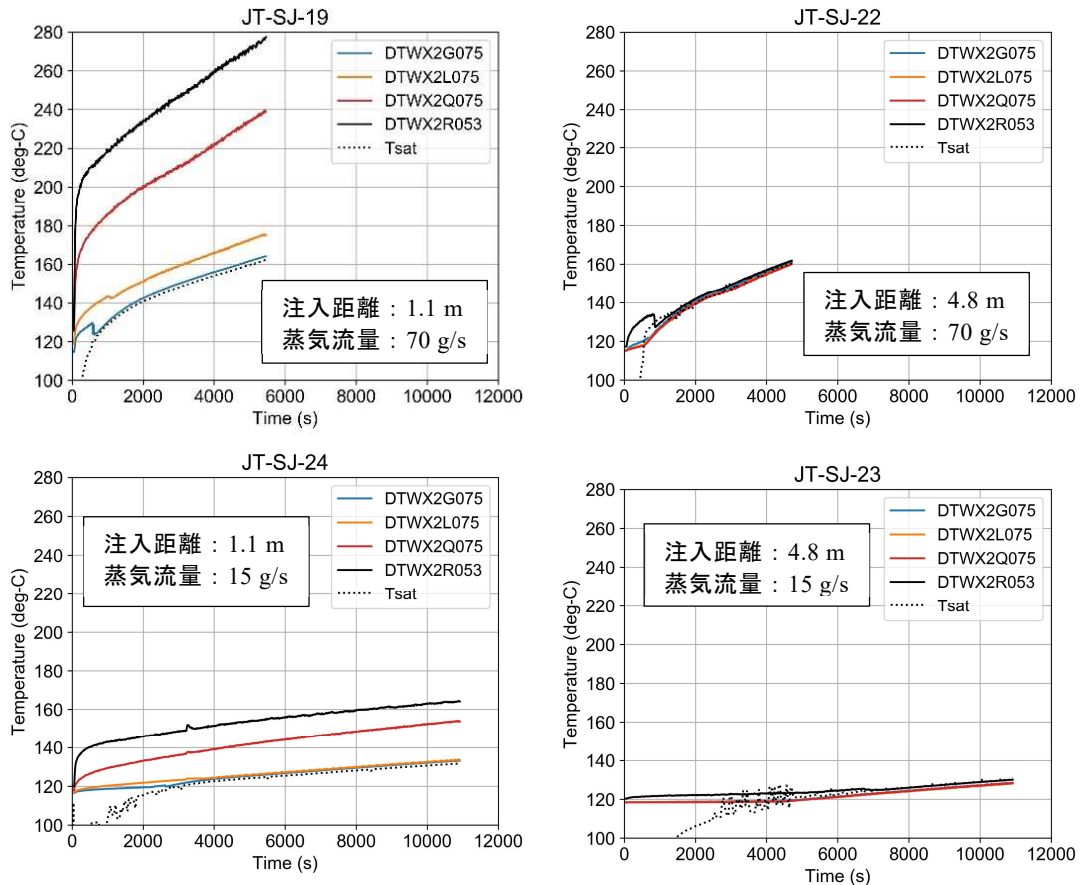 JT-SJ-19
280
260
240
220
200
180
160
140
120
100
Temperature (deg-C)
DTWX2G075
DTWX2L075
DTWX2Q075
DTWX2R053
Tsat
注入距離：1.1 m
蒸気流量：70 g/s
0 2000 4000 6000 8000 10000 12000
Time (s)
JT-SJ-22
280
260
240
220
200
180
160
140
120
100
Temperature (deg-C)
DTWX2G075
DTWX2L075
DTWX2Q075
DTWX2R053
Tsat
注入距離：4.8 m
蒸気流量：70 g/s
0 2000 4000 6000 8000 10000 12000
Time (s)
JT-SJ-24
280
260
240
220
200
180
160
140
120
100
Temperature (deg-C)
DTWX2G075
DTWX2L075
DTWX2Q075
DTWX2R053
Tsat
注入距離：1.1 m
蒸気流量：15 g/s
0 2000 4000 6000 8000 10000 12000
Time (s)
JT-SJ-23
280
260
240
220
200
180
160
140
120
100
Temperature (deg-C)
DTWX2G075
DTWX2L075
DTWX2Q075
DTWX2R053
Tsat
注入距離：4.8 m
蒸気流量：15 g/s
0 2000 4000 6000 8000 10000 12000
Time (s)